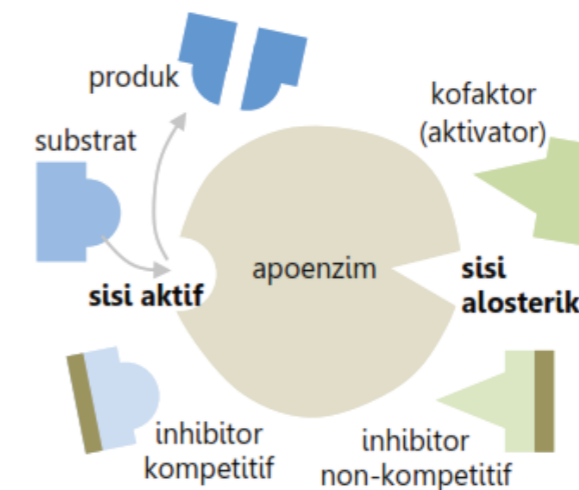 produk
kofaktor
(aktivator)
substrat
apoenzim
sisi
alosterik
sisi aktif
inhibitor
kompetitif
inhibitor
non-kompetitif